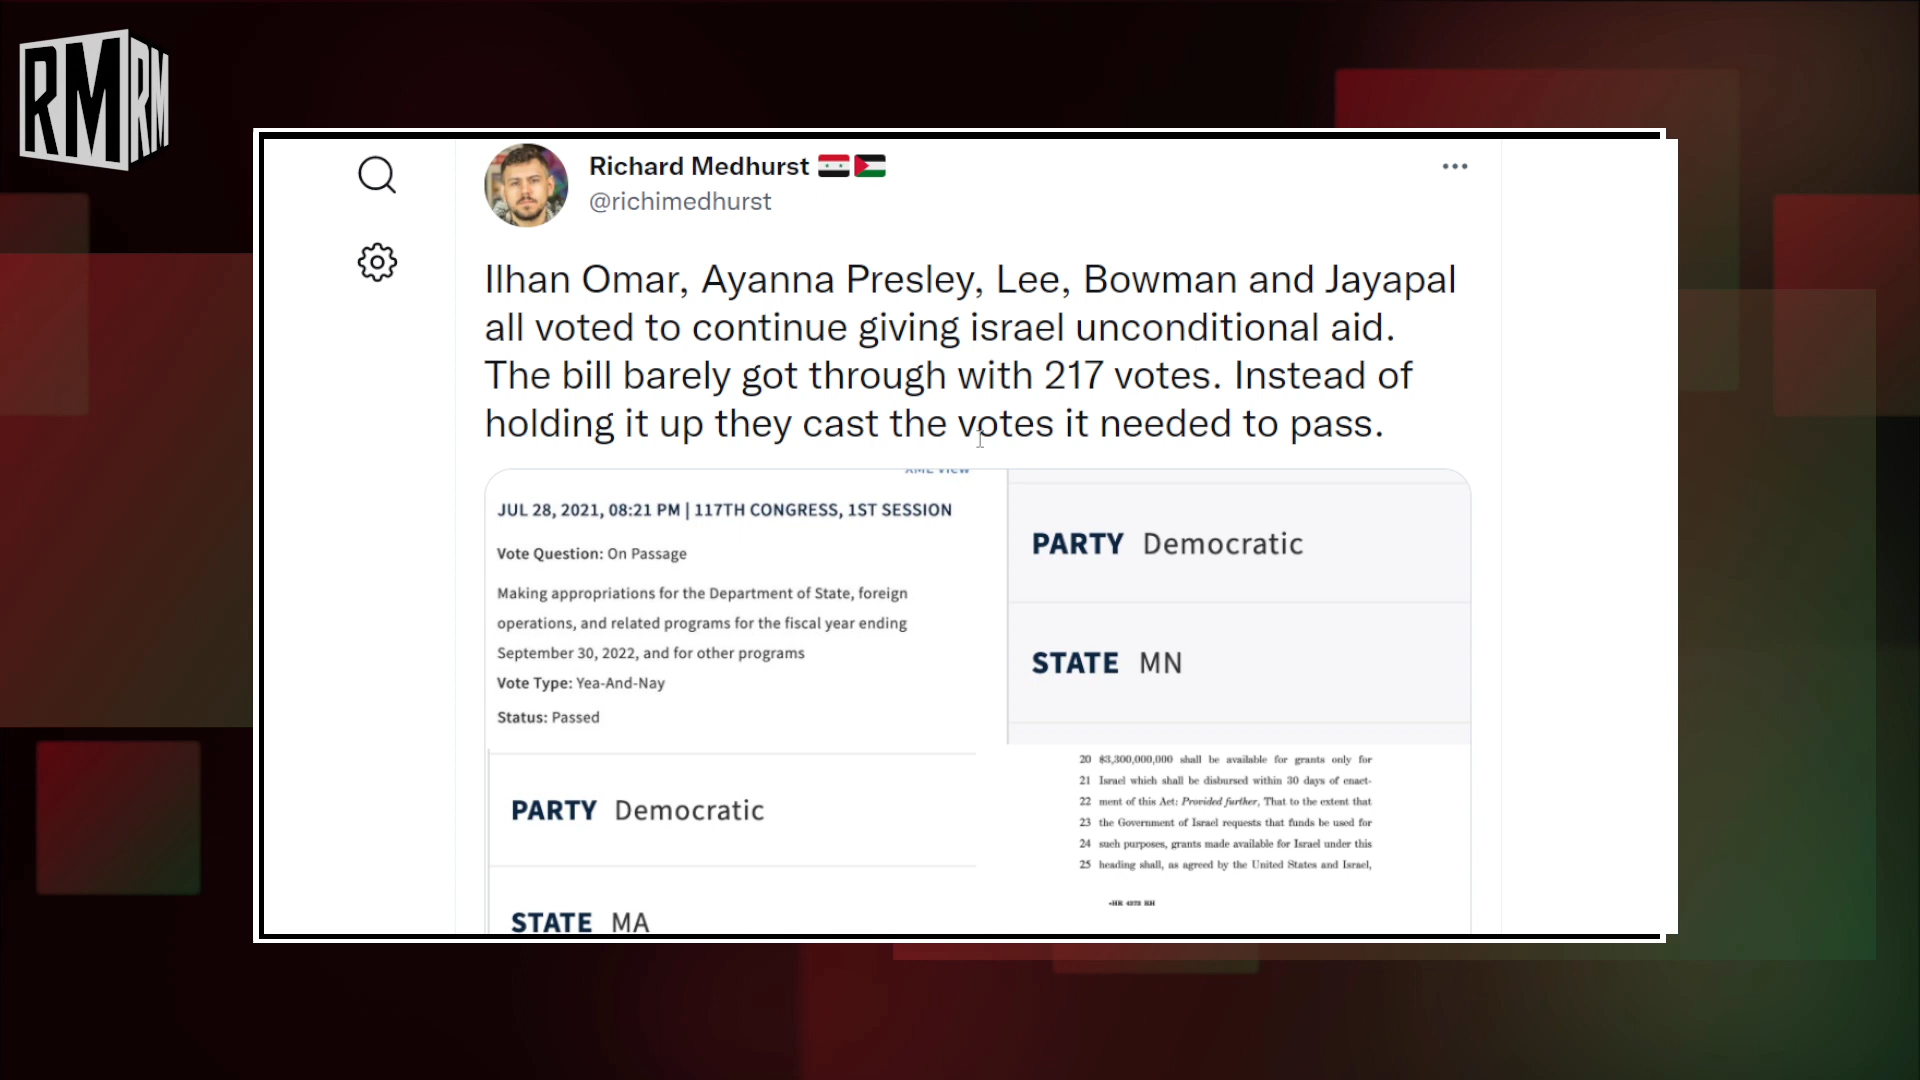 RMRM
Richard Medhurst
@richimedhurst
Ilhan Omar, Ayanna Presley, Lee, Bowman and Jayapal
all voted to continue giving israel unconditional aid.
The bill barely got through with 217 votes. Instead of
holding it up they cast the votes it needed to pass.
XML View
JUL 28, 2021, 08:21 PM | 117TH CONGRESS, 1ST SESSION
Vote Question: On Passage
Making appropriations for the Department of State, foreign
operations, and related programs for the fiscal year ending
September 30, 2022, and for other programs
Vote Type: Yea-And-Nay
Status: Passed
PARTY Democratic
STATE MN
PARTY Democratic
STATE MA
20 $3,300,000,000 shall be available for grants only for
21 Israel which shall be disbursed within 30 days of enact-
22 ment of this Act: Provided further, That to the extent that
23 the Government of Israel requests that funds be used for
24 such purposes, grants made available for Israel under this
25 heading shall, as agreed by the United States and Israel,
•HR 4373 RH